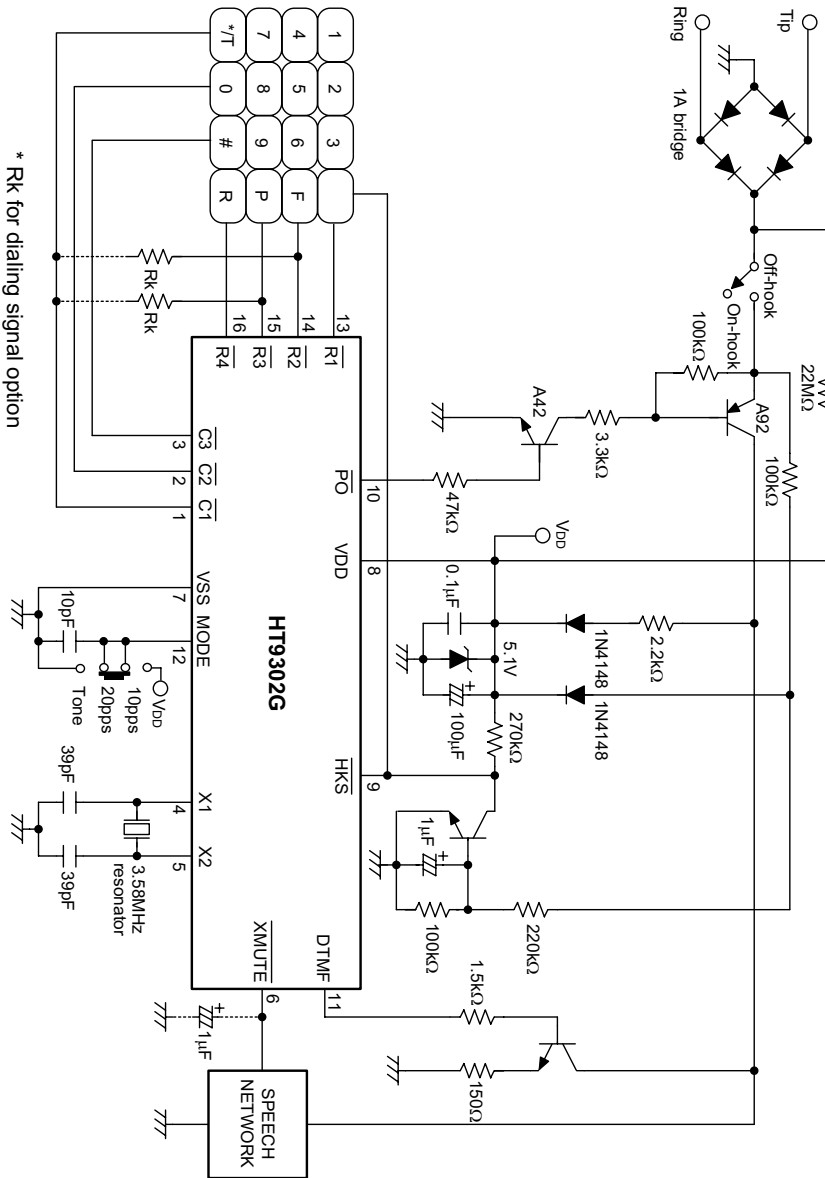 Tip
Ring
1A bridge
Off-hook
On-hook
22MΩ
100kΩ
A92
100kΩ
A42
3.3kΩ
47kΩ
VDD
0.1μF
5.1V
100μF
1N4148
2.2kΩ
1N4148
270kΩ
1μF
+
+
100kΩ
220kΩ
1.5kΩ
150Ω
1
2
3
4
5
6
F
7
8
9
P
*/T
0
#
R
Rk
Rk
13
14
15
16
R1
R2
R3
R4
PO
10
VDD
8
HKS
9
DTMF
11
HT9302G
C3
3
C2
2
C1
1
VSS
7
MODE
12
X1
4
X2
5
XMUTE
6
10pF
VDD
10pps
20pps
Tone
39pF
39pF
3.58MHz
resonator
+
1μF
SPEECH
NETWORK
* Rk for dialing signal option